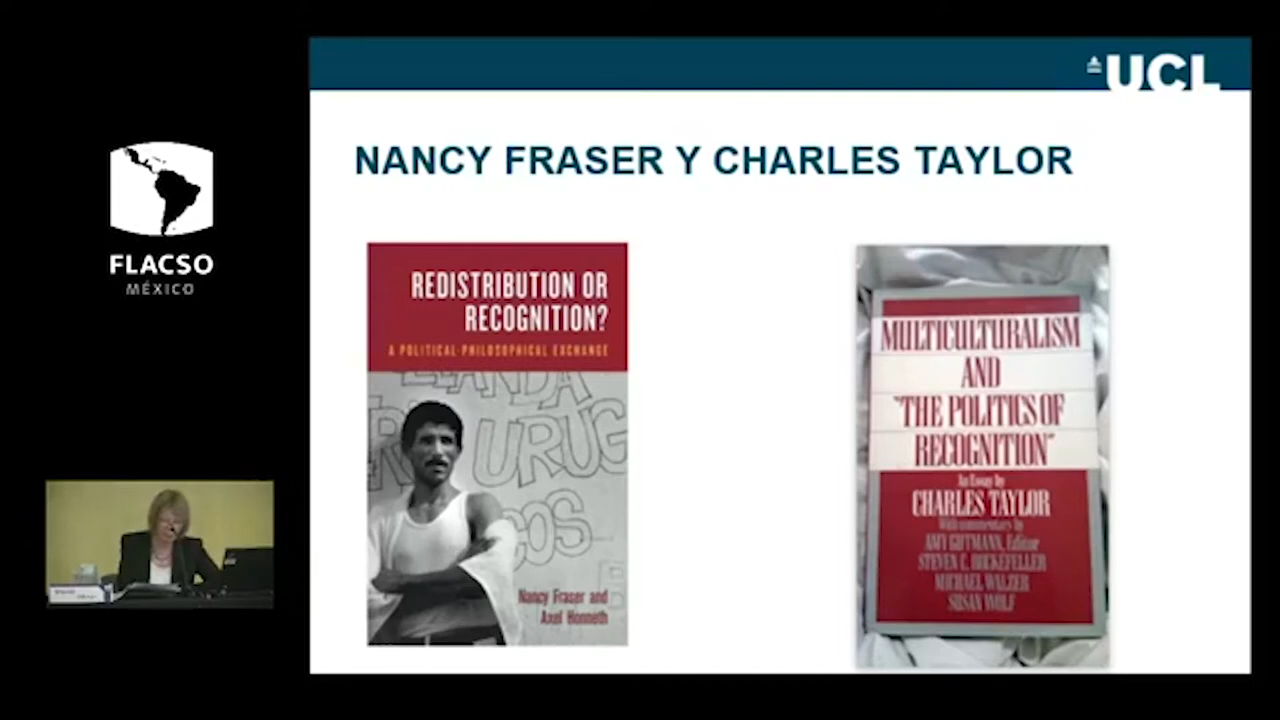 UCL
NANCY FRASER Y CHARLES TAYLOR
FLACSO
MÉXICO
REDISTRIBUTION OR
RECOGNITION?
A POLITICAL-PHILOSOPHICAL EXCHANGE
URUG
COS
Nancy Fraser and
Axel Honneth
MULTICULTURALISM
AND
"THE POLITICS OF
RECOGNITION"
An Essay by
CHARLES TAYLOR
With commentary by
AMY GUTMANN, Editor
STEVEN C. ROCKEFELLER
MICHAEL WALZER
SUSAN WOLF